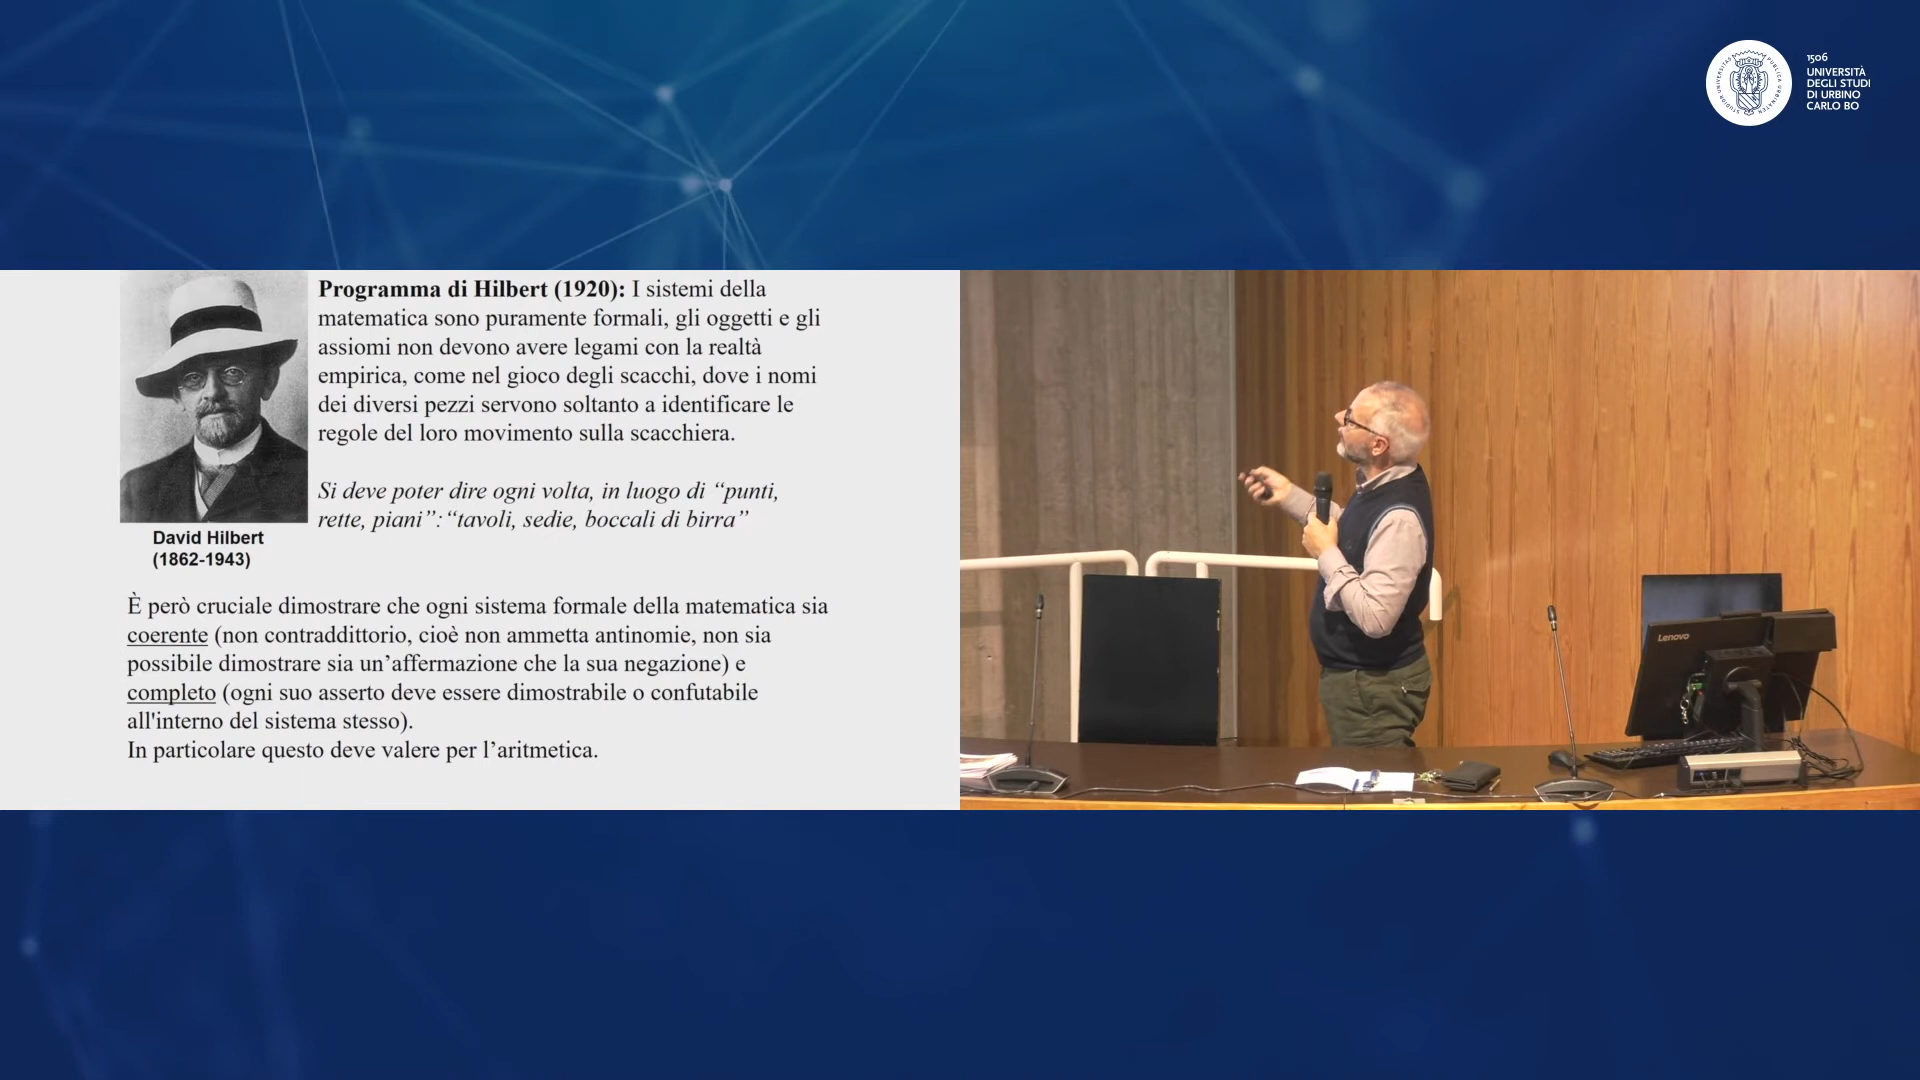 1506
UNIVERSITÀ
DEGLI STUDI
DI URBINO
CARLO BO
Programma di Hilbert (1920): I sistemi della
matematica sono puramente formali, gli oggetti e gli
assiomi non devono avere legami con la realtà
empirica, come nel gioco degli scacchi, dove i nomi
dei diversi pezzi servono soltanto a identificare le
regole del loro movimento sulla scacchiera.
Si deve poter dire ogni volta, in luogo di “punti,
rette, piani”:“tavoli, sedie, boccali di birra”
David Hilbert
(1862-1943)
È però cruciale dimostrare che ogni sistema formale della matematica sia
coerente (non contraddittorio, cioè non ammetta antinomie, non sia
possibile dimostrare sia un’affermazione che la sua negazione) e
completo (ogni suo asserto deve essere dimostrabile o confutabile
all'interno del sistema stesso).
In particolare questo deve valere per l’aritmetica.
Lenovo